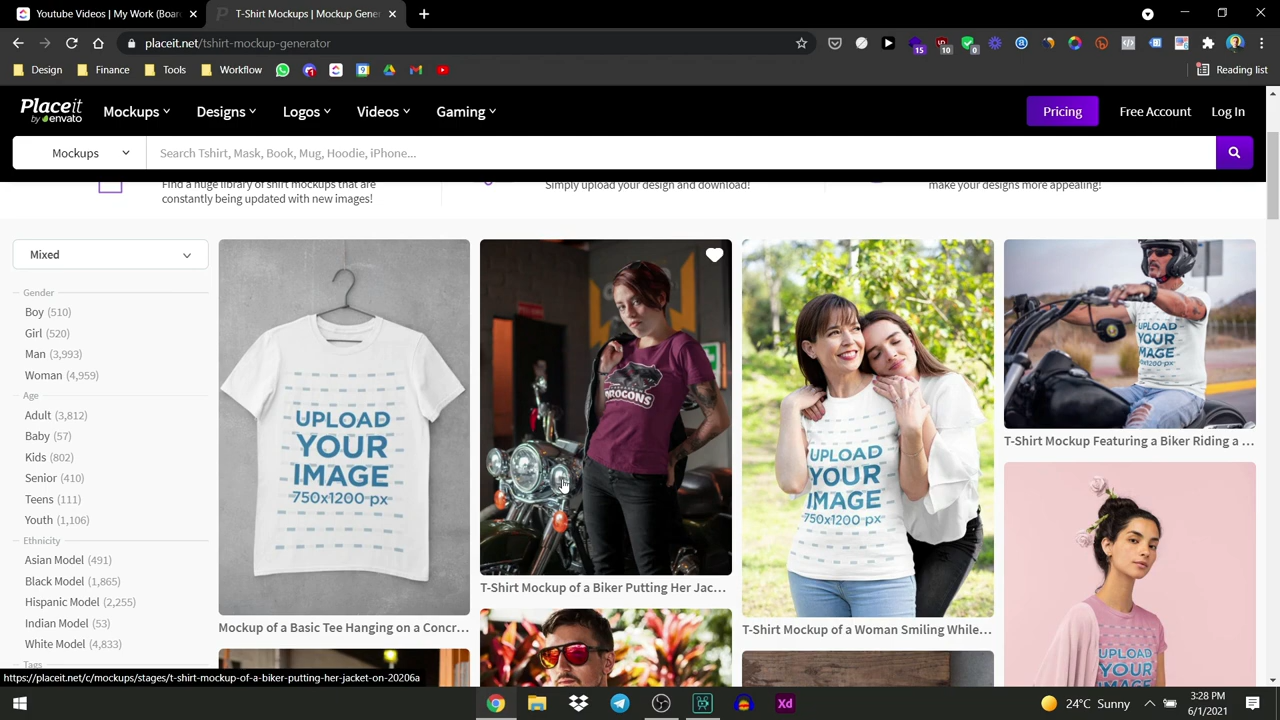 Youtube Videos | My Work (Boar
T-Shirt Mockups | Mockup Gener
placeit.net/tshirt-mockup-generator
15
10
0
Design
Finance
Tools
Workflow
Reading list
Placeit
by envato
Mockups
Designs
Logos
Videos
Gaming
Pricing
Free Account
Log In
Mockups
Search Tshirt, Mask, Book, Mug, Hoodie, iPhone...
Find a huge library of shirt mockups that are
constantly being updated with new images!
Simply upload your design and download!
make your designs more appealing!
Mixed
Gender
Boy (510)
Girl (520)
Man (3,993)
Woman (4,959)
Age
Adult (3,812)
Baby (57)
Kids (802)
Senior (410)
Teens (111)
Youth (1,106)
Ethnicity
Asian Model (491)
Black Model (1,865)
Hispanic Model (2,255)
Indian Model (53)
White Model (4,833)
Tags
UPLOAD
YOUR
IMAGE
750x1200 px
Mockup of a Basic Tee Hanging on a Concr...
DRAGONS
T-Shirt Mockup of a Biker Putting Her Jac...
UPLOAD
YOUR
IMAGE
750x1200 px
T-Shirt Mockup of a Woman Smiling While...
UPLOAD
YOUR
IMAGE
T-Shirt Mockup Featuring a Biker Riding a ...
UPLOAD
YOUR
IMAGE
https://placeit.net/c/mockups/stages/t-shirt-mockup-of-a-biker-putting-her-jacket-on-20206a
Xd
24°C Sunny
3:28 PM
6/1/2021